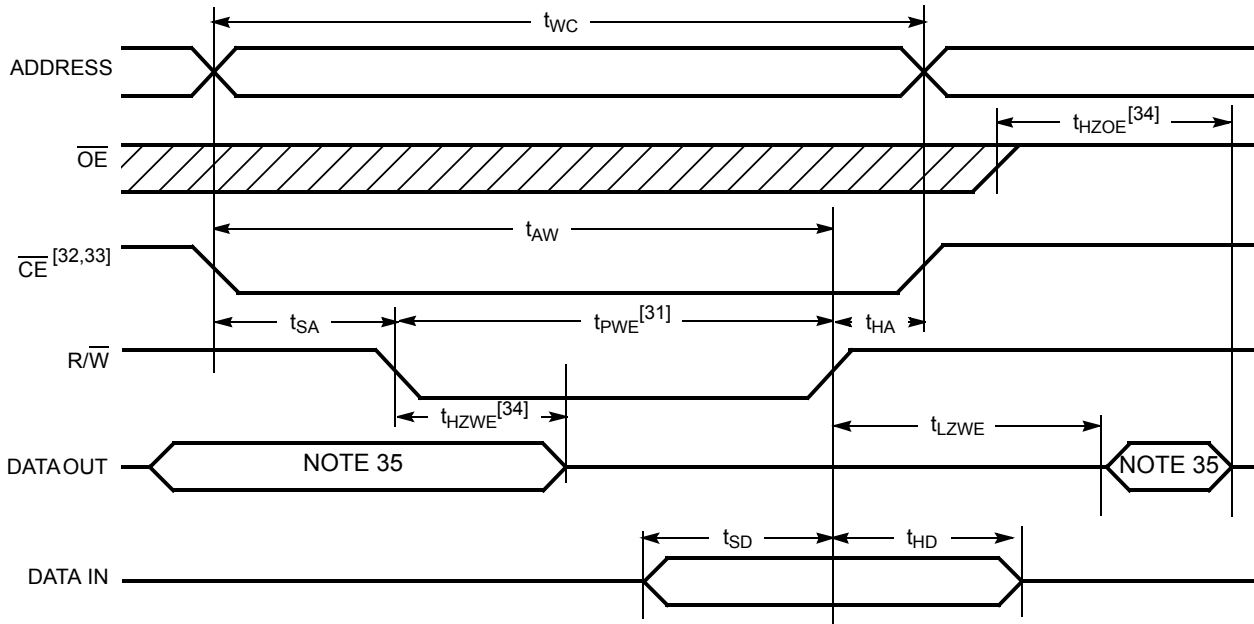 tWC
ADDRESS
tHZOE[34]
OE
tAW
CE [32,33]
tSA
tPWE[31]
tHA
R/W
tHZWE[34]
tLZWE
DATA OUT
NOTE 35
NOTE 35
tSD
tHD
DATA IN